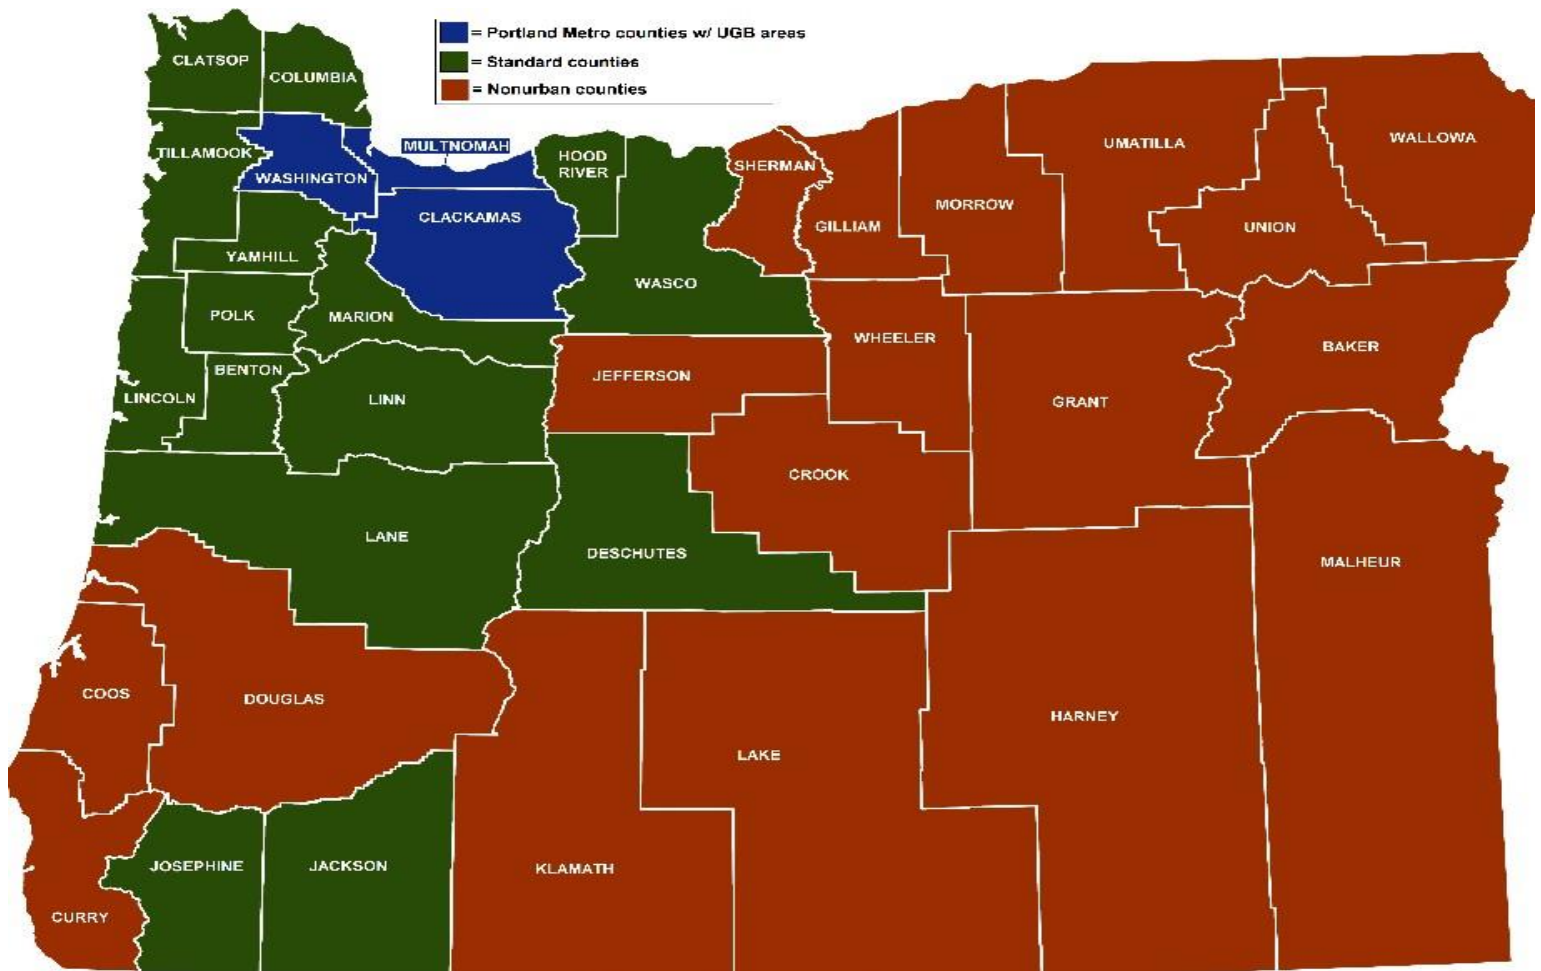 = Portland Metro counties w/ UGB areas
= Standard counties
= Nonurban counties
CLATSOP
COLUMBIA
TILLAMOOK
WASHINGTON
MULTNOMAH
HOOD
RIVER
SHERMAN
GILLIAM
MORROW
UMATILLA
UNION
WALLOWA
CLACKAMAS
YAMHILL
WASCO
POLK
MARION
WHEELER
BAKER
BENTON
JEFFERSON
LINCOLN
LINN
GRANT
CROOK
LANE
DESCHUTES
MALHEUR
COOS
DOUGLAS
HARNEY
LAKE
JOSEPHINE
JACKSON
KLAMATH
CURRY